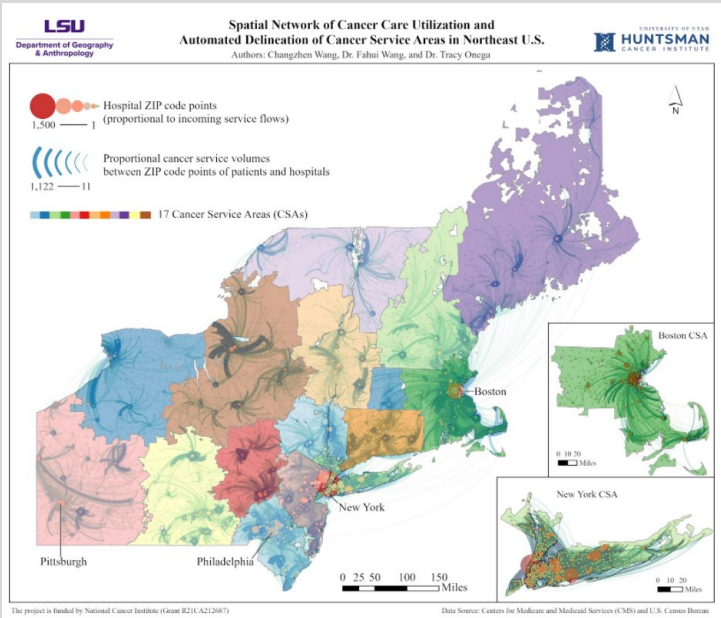 LSU
Department of Geography
& Anthropology
Spatial Network of Cancer Care Utilization and
Automated Delineation of Cancer Service Areas in Northeast U.S.
Authors: Changzhen Wang, Dr. Fahui Wang, and Dr. Tracy Onega
UNIVERSITY OF UTAH
HUNTSMAN
CANCER INSTITUTE
Hospital ZIP code points
(proportional to incoming service flows)
1,500 1
Proportional cancer service volumes
between ZIP code points of patients and hospitals
1,122 11
17 Cancer Service Areas (CSAs)
N
Boston CSA
0 10 20
Miles
Boston
New York CSA
0 10 20
Miles
New York
Pittsburgh
Philadelphia
0 25 50 100 150
Miles
The project is funded by National Cancer Institute (Grant R21CA212687)
Data Source: Centers for Medicare and Medicaid Services (CMS) and U.S. Census Bureau